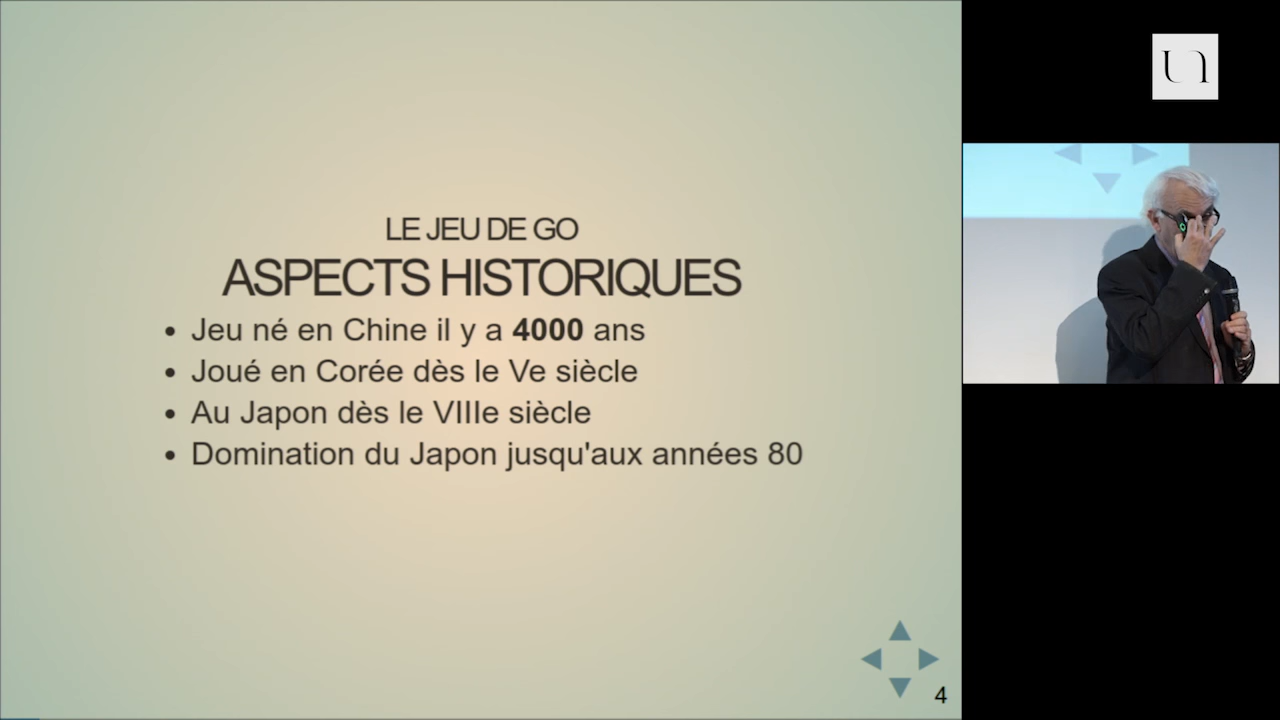 LE JEU DE GO
ASPECTS HISTORIQUES
Jeu né en Chine il y a 4000 ans
Joué en Corée dès le Ve siècle
Au Japon dès le VIIIe siècle
Domination du Japon jusqu'aux années 80
4
un